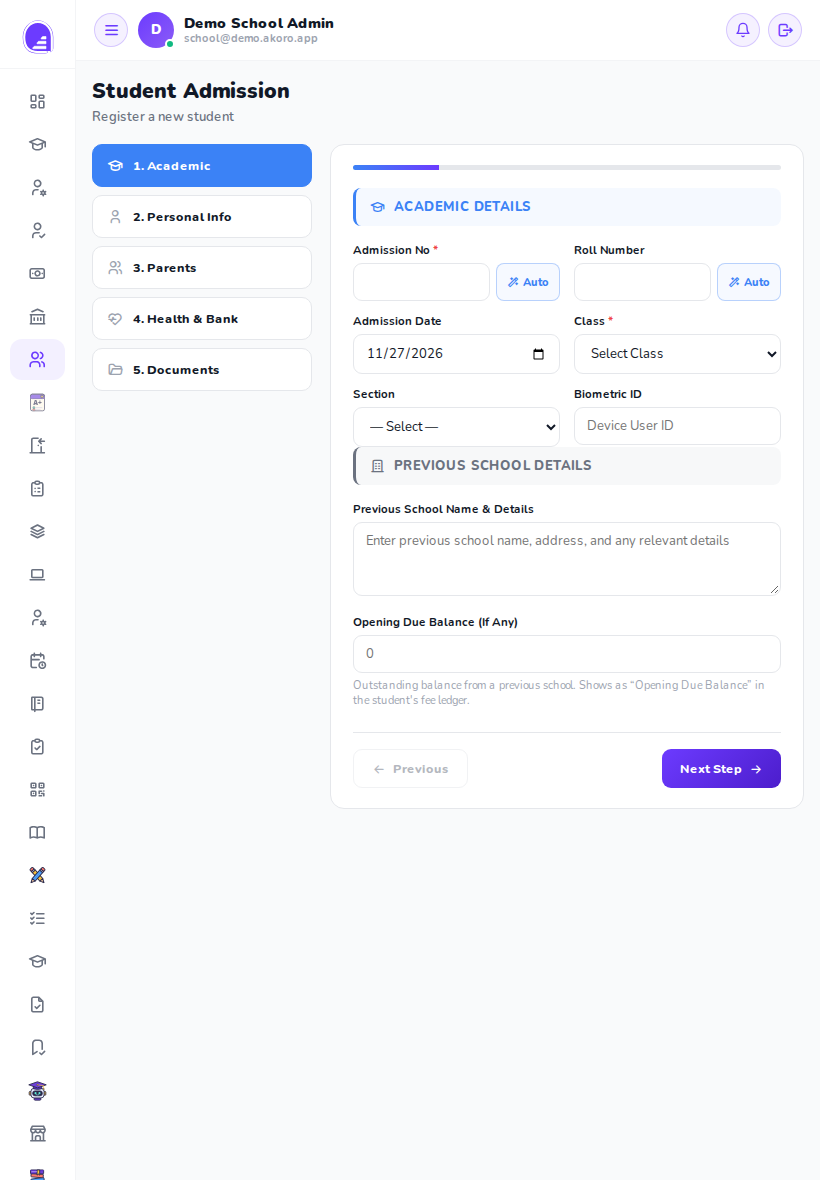 D
Demo School Admin
school@demo.akoro.app
Student Admission
Register a new student
1. Academic
2. Personal Info
3. Parents
4. Health & Bank
5. Documents
ACADEMIC DETAILS
Admission No *
Roll Number
Auto
Auto
Admission Date
Class *
11/27/2026
Select Class
Section
Biometric ID
— Select —
Device User ID
PREVIOUS SCHOOL DETAILS
Previous School Name & Details
Enter previous school name, address, and any relevant details
Opening Due Balance (If Any)
0
Outstanding balance from a previous school. Shows as “Opening Due Balance” in
the student's fee ledger.
← Previous
Next Step →
A+